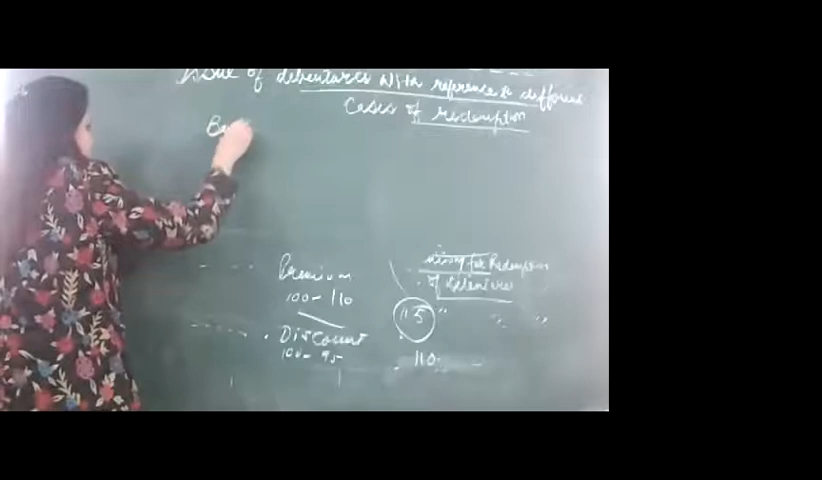 Issue of debentures with reference to different
Cases of redemption
Ba
Premium
100 - 110
Discount
100 - 95
for Redemption
of debentures
115
110